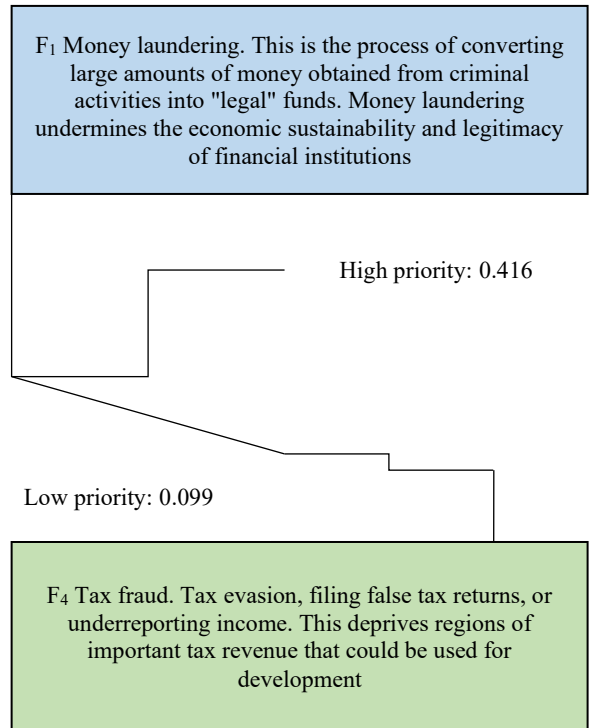 F₁ Money laundering. This is the process of converting
large amounts of money obtained from criminal
activities into "legal" funds. Money laundering
undermines the economic sustainability and legitimacy
of financial institutions
High priority: 0.416
Low priority: 0.099
F₄ Tax fraud. Tax evasion, filing false tax returns, or
underreporting income. This deprives regions of
important tax revenue that could be used for
development